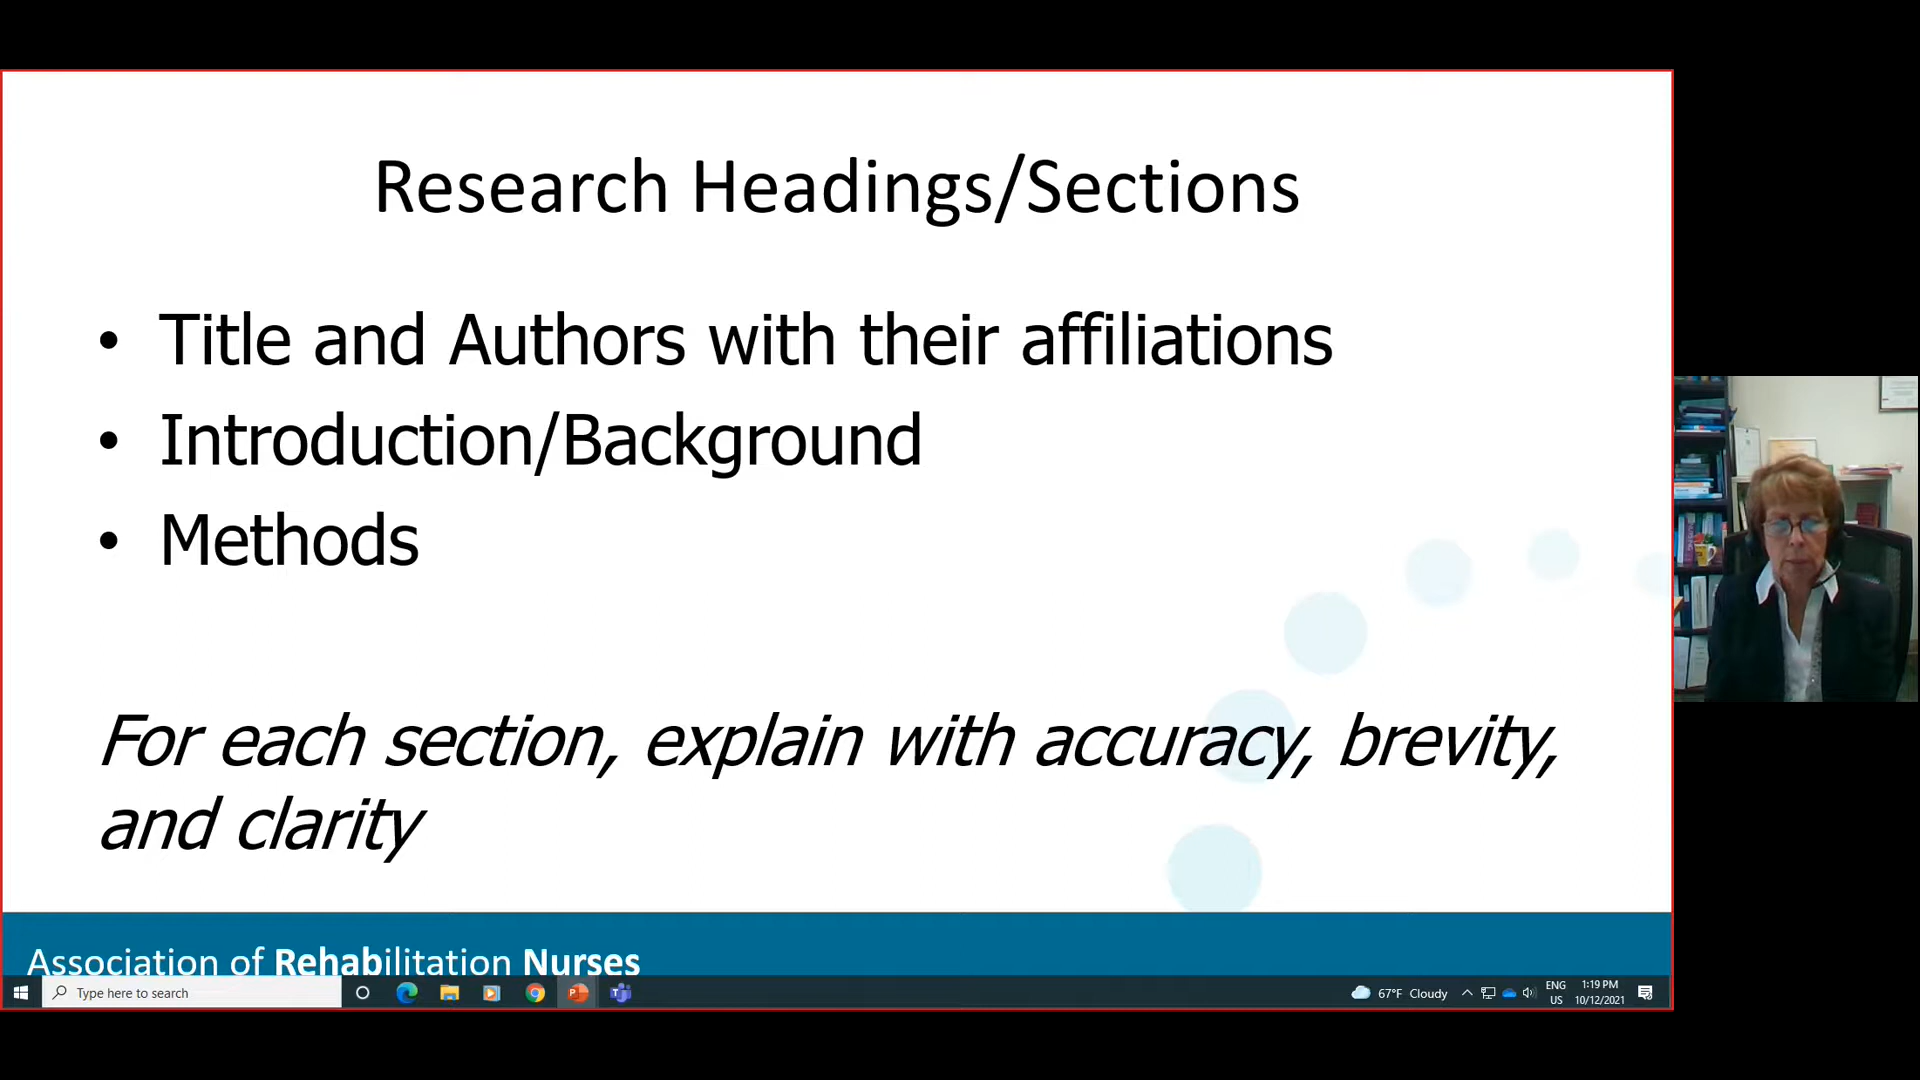 Research Headings/Sections
• Title and Authors with their affiliations
• Introduction/Background
• Methods
For each section, explain with accuracy, brevity,
and clarity
Association of Rehabilitation Nurses
Type here to search
67°F Cloudy
ENG
US
1:19 PM
10/12/2021